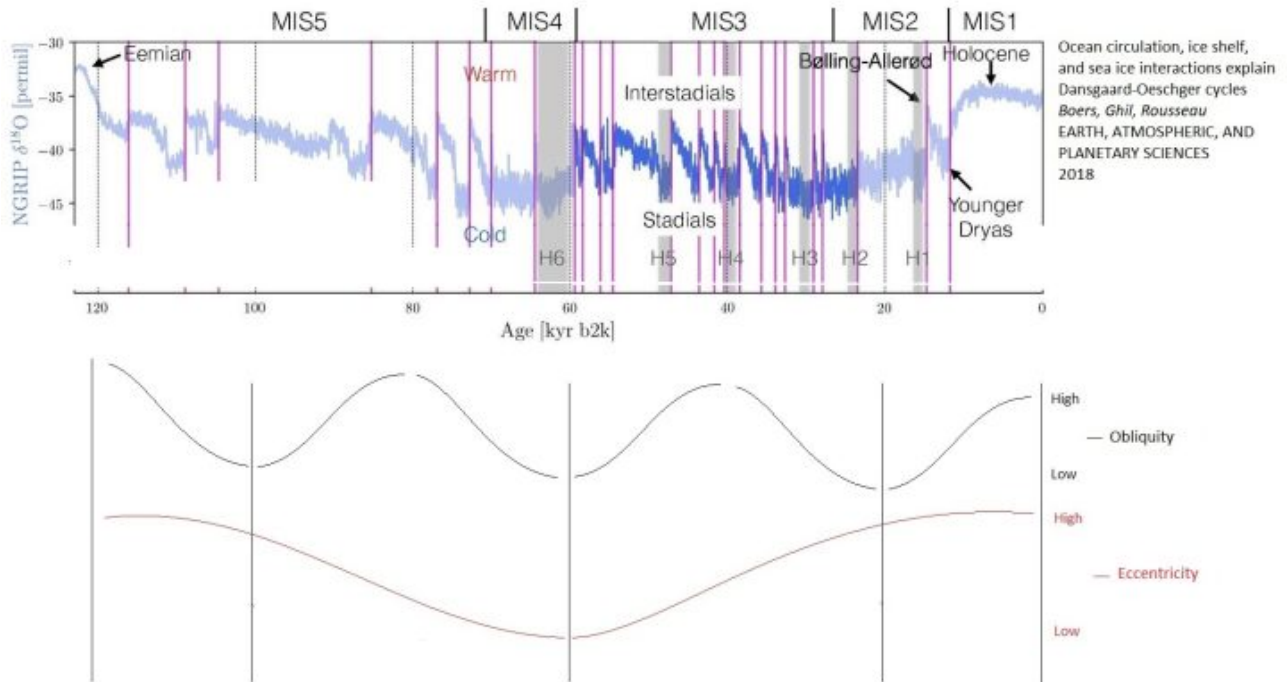 MIS5 MIS4 MIS3 MIS2 MIS1
NGRIP δ¹⁸O [permil]
−30
−35
−40
−45
Eemian
Warm
Interstadials
Bølling-Allerød
Holocene
Stadials
Cold
Younger
Dryas
H6 H5 H4 H3 H2 H1
120 100 80 60 40 20 0
Age [kyr b2k]
Ocean circulation, ice shelf,
and sea ice interactions explain
Dansgaard-Oeschger cycles
Boers, Ghil, Rousseau
EARTH, ATMOSPHERIC, AND
PLANETARY SCIENCES
2018
High
— Obliquity
Low
High
— Eccentricity
Low